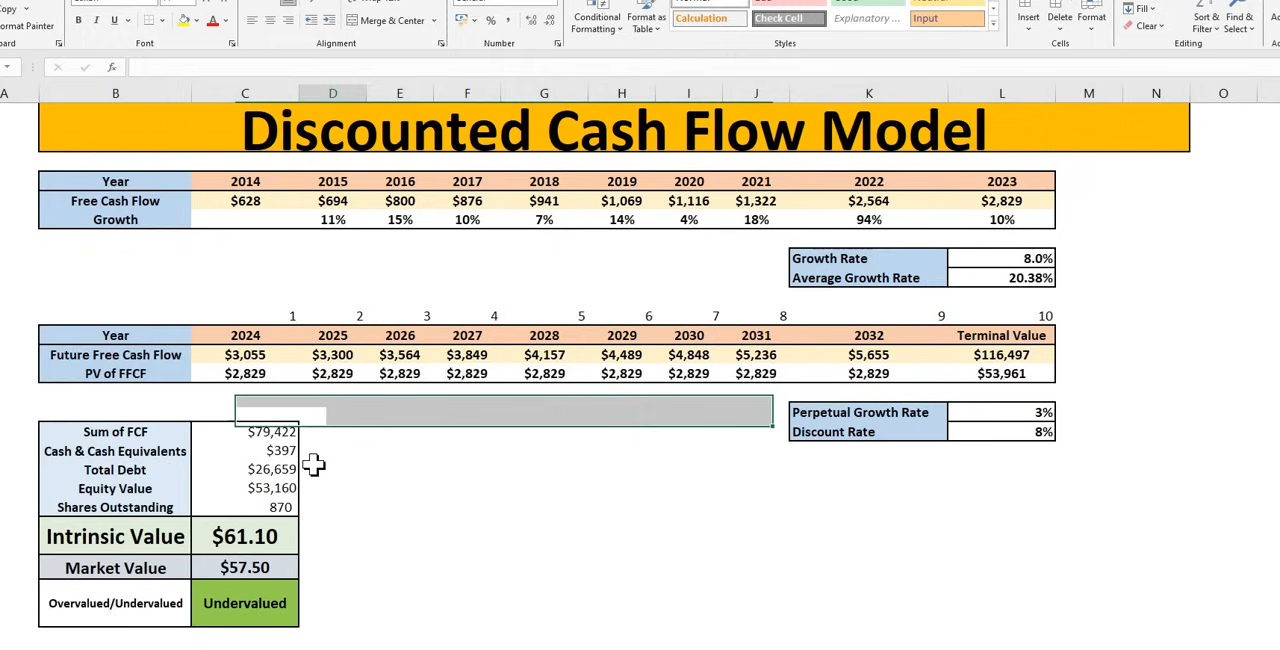 Copy
Format Painter
B I U
Merge & Center
%
Conditional Formatting
Format as Table
Calculation
Check Cell
Explanatory ...
Input
Insert
Delete
Format
Fill
Clear
Sort & Filter
Find & Select
Font
Alignment
Number
Styles
Cells
Editing
fx
A B C D E F G H I J K L M N O
Discounted Cash Flow Model
Year 2014 2015 2016 2017 2018 2019 2020 2021 2022 2023
Free Cash Flow $628 $694 $800 $876 $941 $1,069 $1,116 $1,322 $2,564 $2,829
Growth 11% 15% 10% 7% 14% 4% 18% 94% 10%
Growth Rate 8.0%
Average Growth Rate 20.38%
1 2 3 4 5 6 7 8 9 10
Year 2024 2025 2026 2027 2028 2029 2030 2031 2032 Terminal Value
Future Free Cash Flow $3,055 $3,300 $3,564 $3,849 $4,157 $4,489 $4,848 $5,236 $5,655 $116,497
PV of FFCF $2,829 $2,829 $2,829 $2,829 $2,829 $2,829 $2,829 $2,829 $2,829 $53,961
Perpetual Growth Rate 3%
Discount Rate 8%
Sum of FCF $79,422
Cash & Cash Equivalents $397
Total Debt $26,659
Equity Value $53,160
Shares Outstanding 870
Intrinsic Value $61.10
Market Value $57.50
Overvalued/Undervalued Undervalued